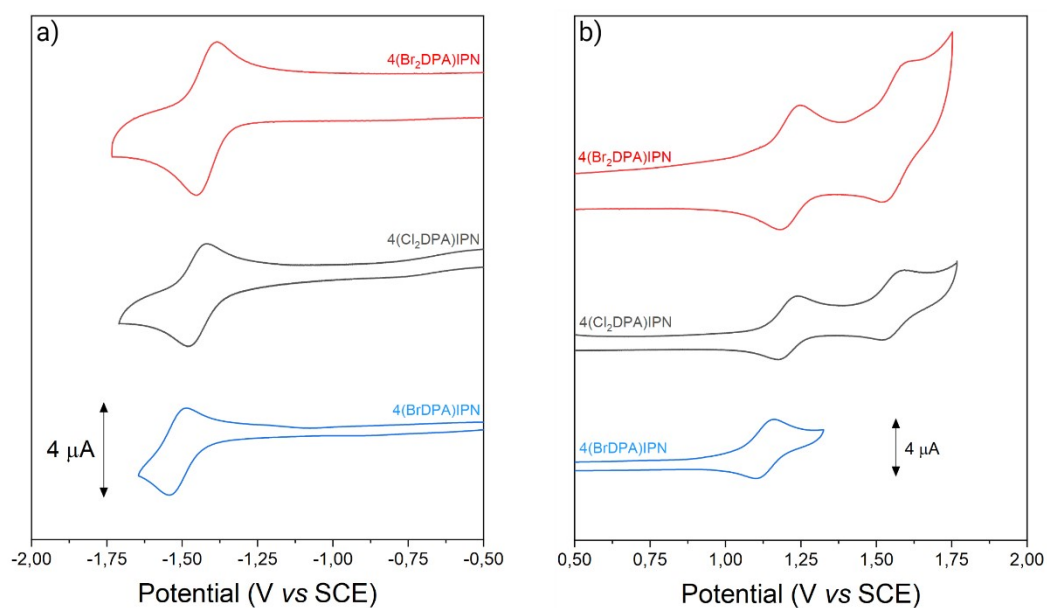 a)
4(Br₂DPA)IPN
4(Cl₂DPA)IPN
4(BrDPA)IPN
4 μA
-2,00 -1,75 -1,50 -1,25 -1,00 -0,75 -0,50
Potential (V vs SCE)
b)
4(Br₂DPA)IPN
4(Cl₂DPA)IPN
4(BrDPA)IPN
4 μA
0,50 0,75 1,00 1,25 1,50 1,75 2,00
Potential (V vs SCE)